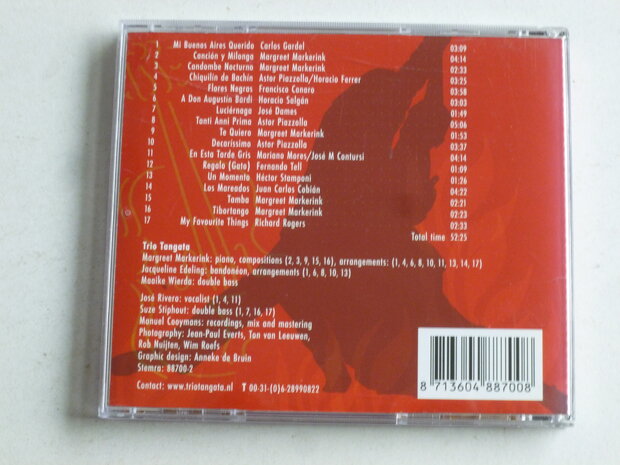 1 Mi Buenos Aires Querido Carlos Gardel 03:09
2 Canción y Milonga Margreet Markerink 04:14
3 Condombe Nocturno Margreet Markerink 02:33
4 Chiquilin de Bachin Astor Piazzolla/Horacio Ferrer 03:25
5 Flores Negras Francisco Canaro 03:58
6 A Don Augustin Bardi Horacio Salgán 03:03
7 Luciérnaga José Dames 01:49
8 Tanti Anni Prima Astor Piazzolla 05:06
9 Te Quiero Margreet Markerink 01:53
10 Decarissimo Astor Piazzolla 03:37
11 En Esta Tarde Gris Mariano Mores/José M Contursi 04:14
12 Regalo (Gato) Fernando Tell 01:09
13 Un Momento Héctor Stamponi 01:26
14 Los Mareados Juan Carlos Cobián 04:22
15 Tomba Margreet Markerink 02:21
16 Tibortango Margreet Markerink 02:23
17 My Favourite Things Richard Rogers 02:33
Total time 52:25
Trio Tangata
Margreet Markerink: piano, compositions (2, 3, 9, 15, 16), arrangements: (1, 4, 6, 8, 10, 11, 13, 14, 17)
Jacqueline Edeling: bandonéon, arrangements (1, 6, 8, 10, 13)
Maaike Wierda: double bass
José Rivero: vocalist (1, 4, 11)
Suze Stiphout: double bass (1, 7, 16, 17)
Manuel Cooymans: recordings, mix and mastering
Photography: Jean-Paul Everts, Ton van Leeuwen,
Rob Nuijten, Wim Roefs
Graphic design: Anneke de Bruin
Stemra: 88700-2
Contact: www.triotangata.nl T 00-31-(0)6-28990822
8 713604 887008